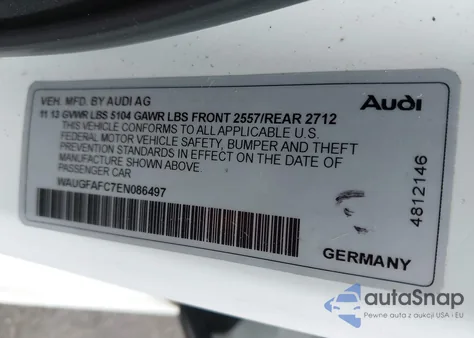 VEH. MFD. BY AUDI AG
Audi
11 13 GVWR LBS 5104 GAWR LBS FRONT 2557/REAR 2712
THIS VEHICLE CONFORMS TO ALL APPLICABLE U.S.
FEDERAL MOTOR VEHICLE SAFETY, BUMPER AND THEFT
PREVENTION STANDARDS IN EFFECT ON THE DATE OF
MANUFACTURE SHOWN ABOVE.
PASSENGER CAR
WAUGFAFC7EN086497
4812146
GERMANY
autoSnap
Pewne auta z aukcji USA i EU